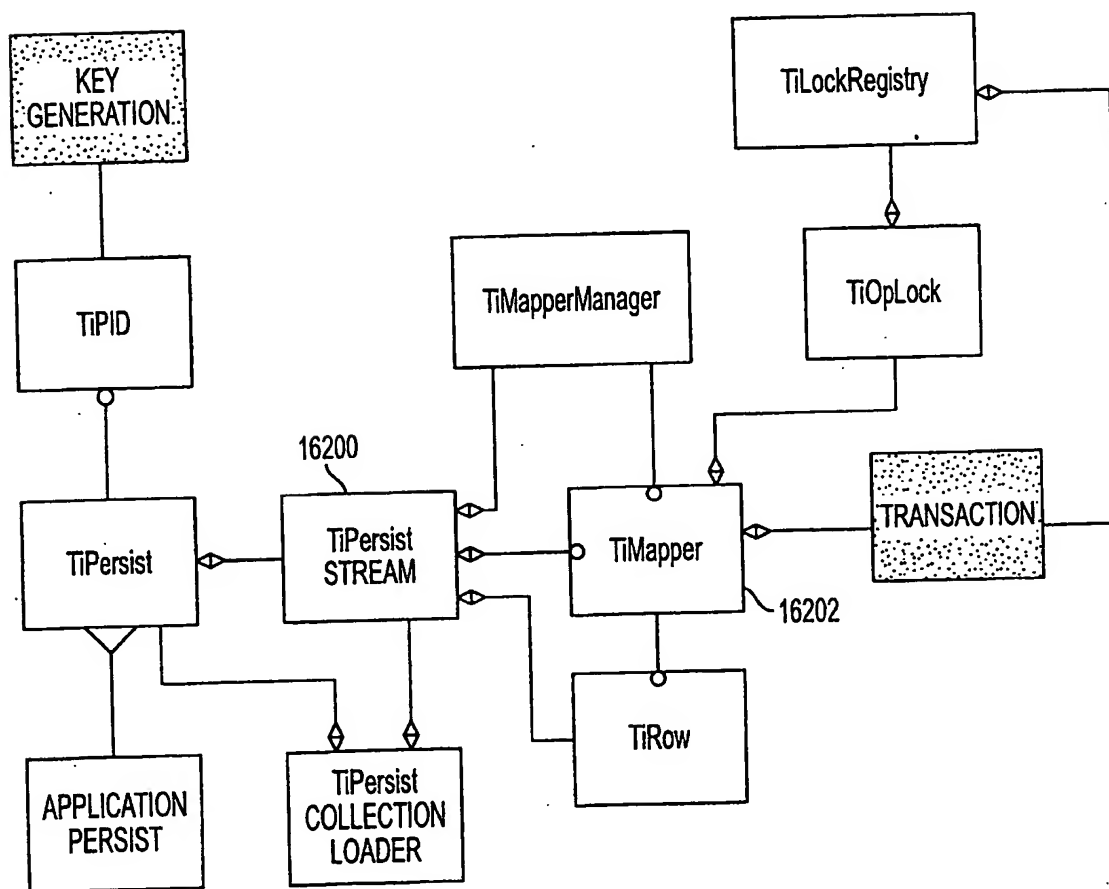 KEY
GENERATION
TiLockRegistry
TiPID
TiMapperManager
TiOpLock
16200
TiPersist
TiPersist
STREAM
TiMapper
TRANSACTION
16202
APPLICATION
PERSIST
TiPersist
COLLECTION
LOADER
TiRow